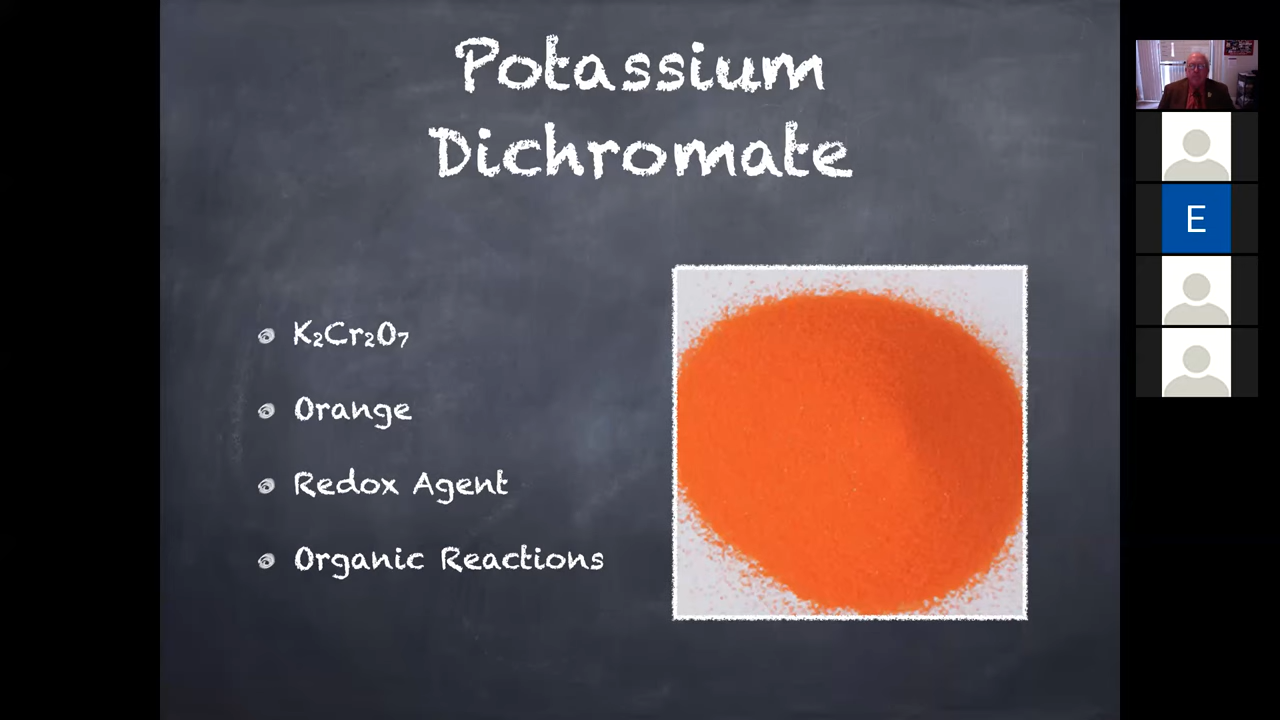 Potassium
Dichromate
K₂Cr₂O₇
Orange
Redox Agent
Organic Reactions
E